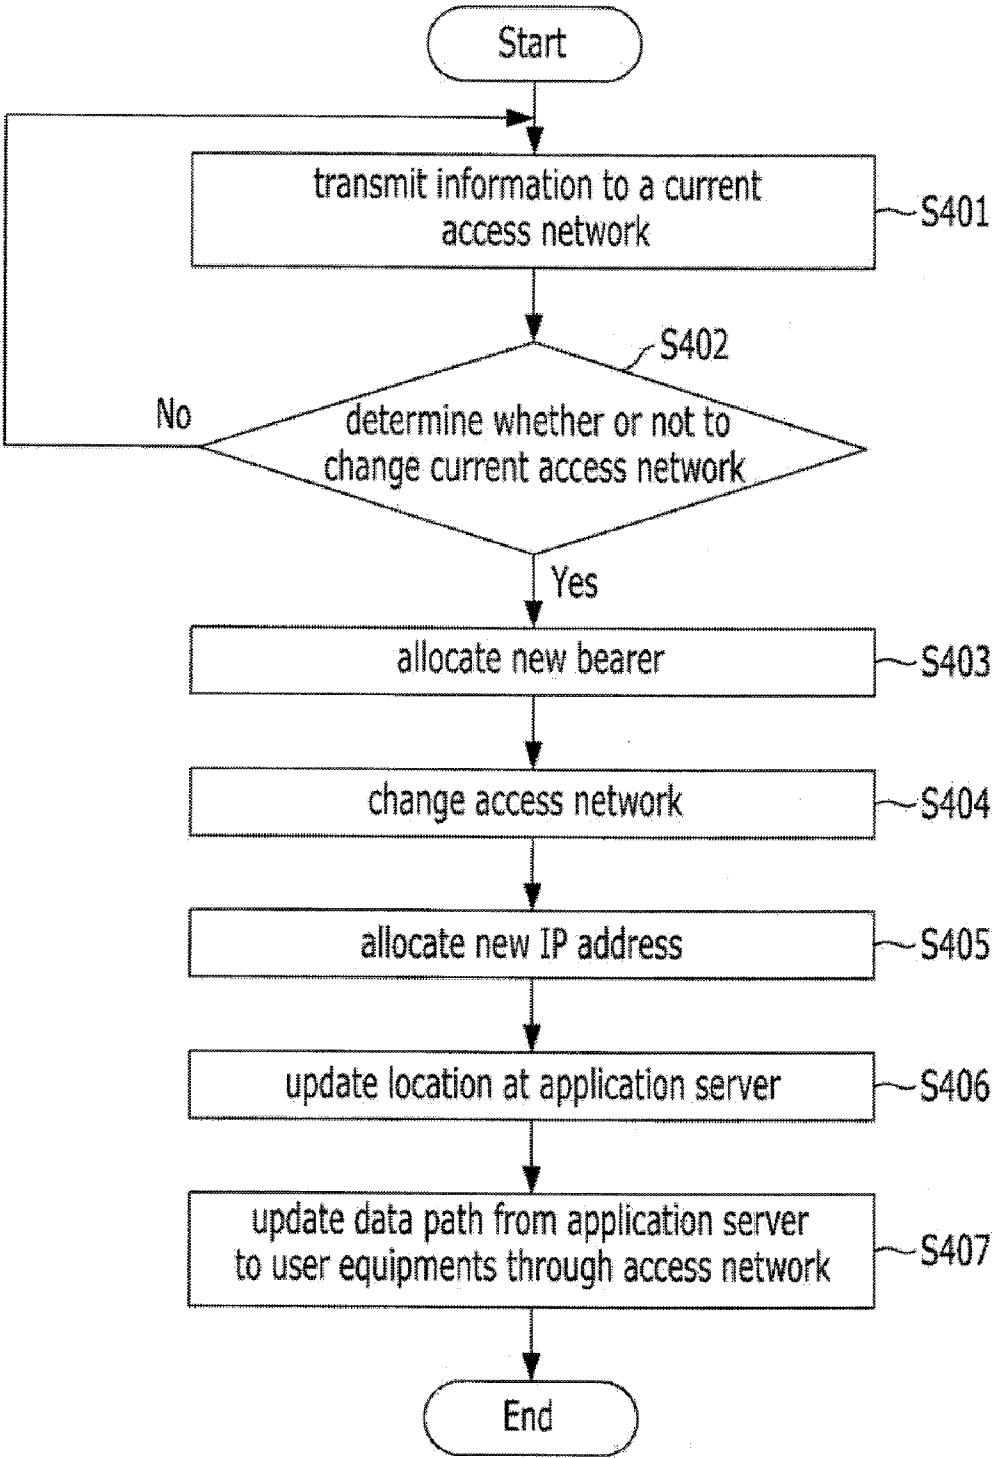 Start
transmit information to a current
access network
S401
S402
No
determine whether or not to
change current access network
Yes
allocate new bearer
S403
change access network
S404
allocate new IP address
S405
update location at application server
S406
update data path from application server
to user equipments through access network
S407
End